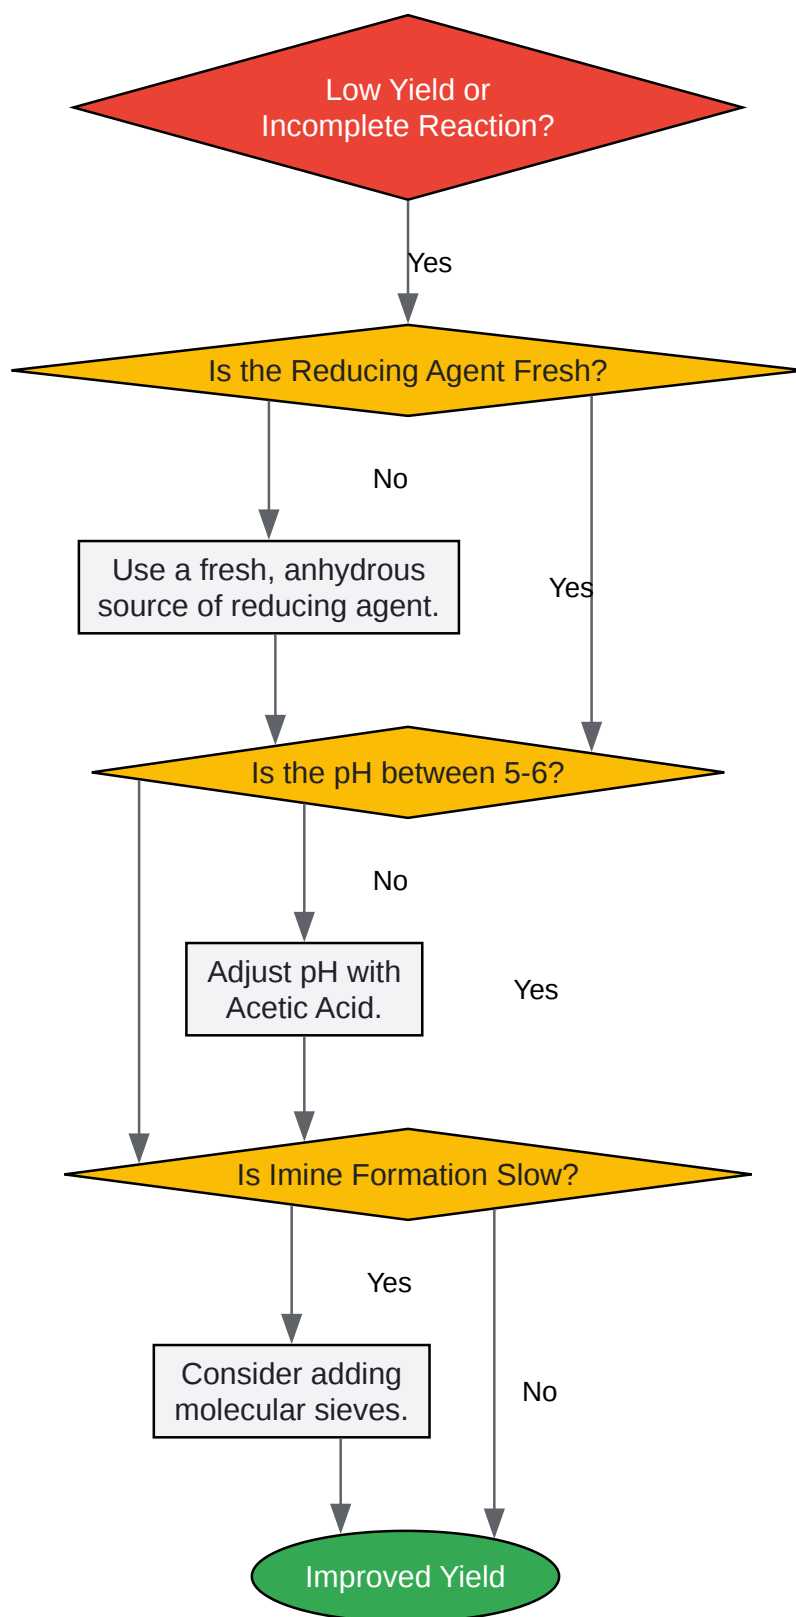 Low Yield or
Incomplete Reaction?
Yes
Is the Reducing Agent Fresh?
No
Use a fresh, anhydrous
source of reducing agent.
Yes
Is the pH between 5-6?
No
Adjust pH with
Acetic Acid.
Yes
Is Imine Formation Slow?
Yes
Consider adding
molecular sieves.
No
Improved Yield